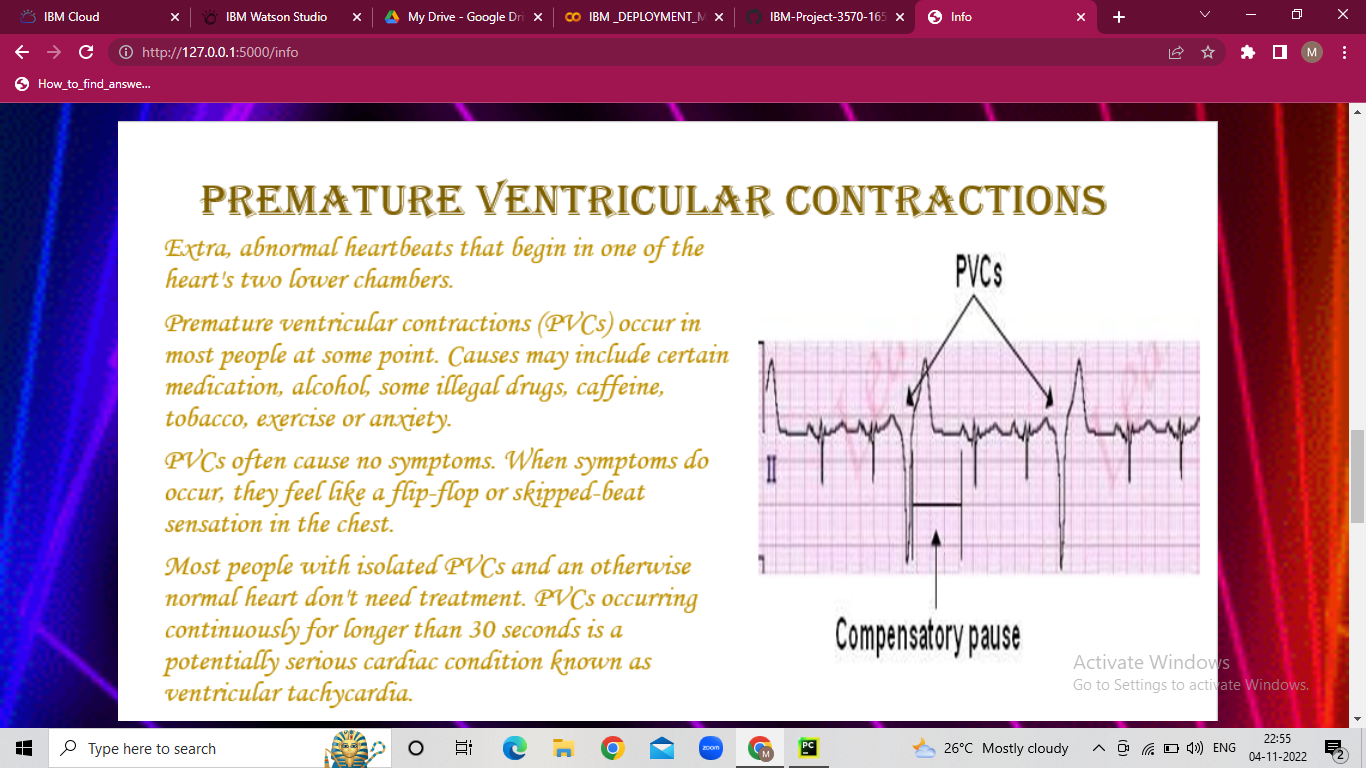 IBM Cloud
IBM Watson Studio
My Drive - Google Dri
IBM _DEPLOYMENT_M
IBM-Project-3570-165
Info
http://127.0.0.1:5000/info
M
How_to_find_answe...
PREMATURE VENTRICULAR CONTRACTIONS
Extra, abnormal heartbeats that begin in one of the
heart's two lower chambers.
Premature ventricular contractions (PVCs) occur in
most people at some point. Causes may include certain
medication, alcohol, some illegal drugs, caffeine,
tobacco, exercise or anxiety.
PVCs often cause no symptoms. When symptoms do
occur, they feel like a flip-flop or skipped-beat
sensation in the chest.
Most people with isolated PVCs and an otherwise
normal heart don't need treatment. PVCs occurring
continuously for longer than 30 seconds is a
potentially serious cardiac condition known as
ventricular tachycardia.
PVCs
II
Compensatory pause
Activate Windows
Go to Settings to activate Windows.
Type here to search
zoom
M
PC
26°C Mostly cloudy
ENG
22:55
04-11-2022
2